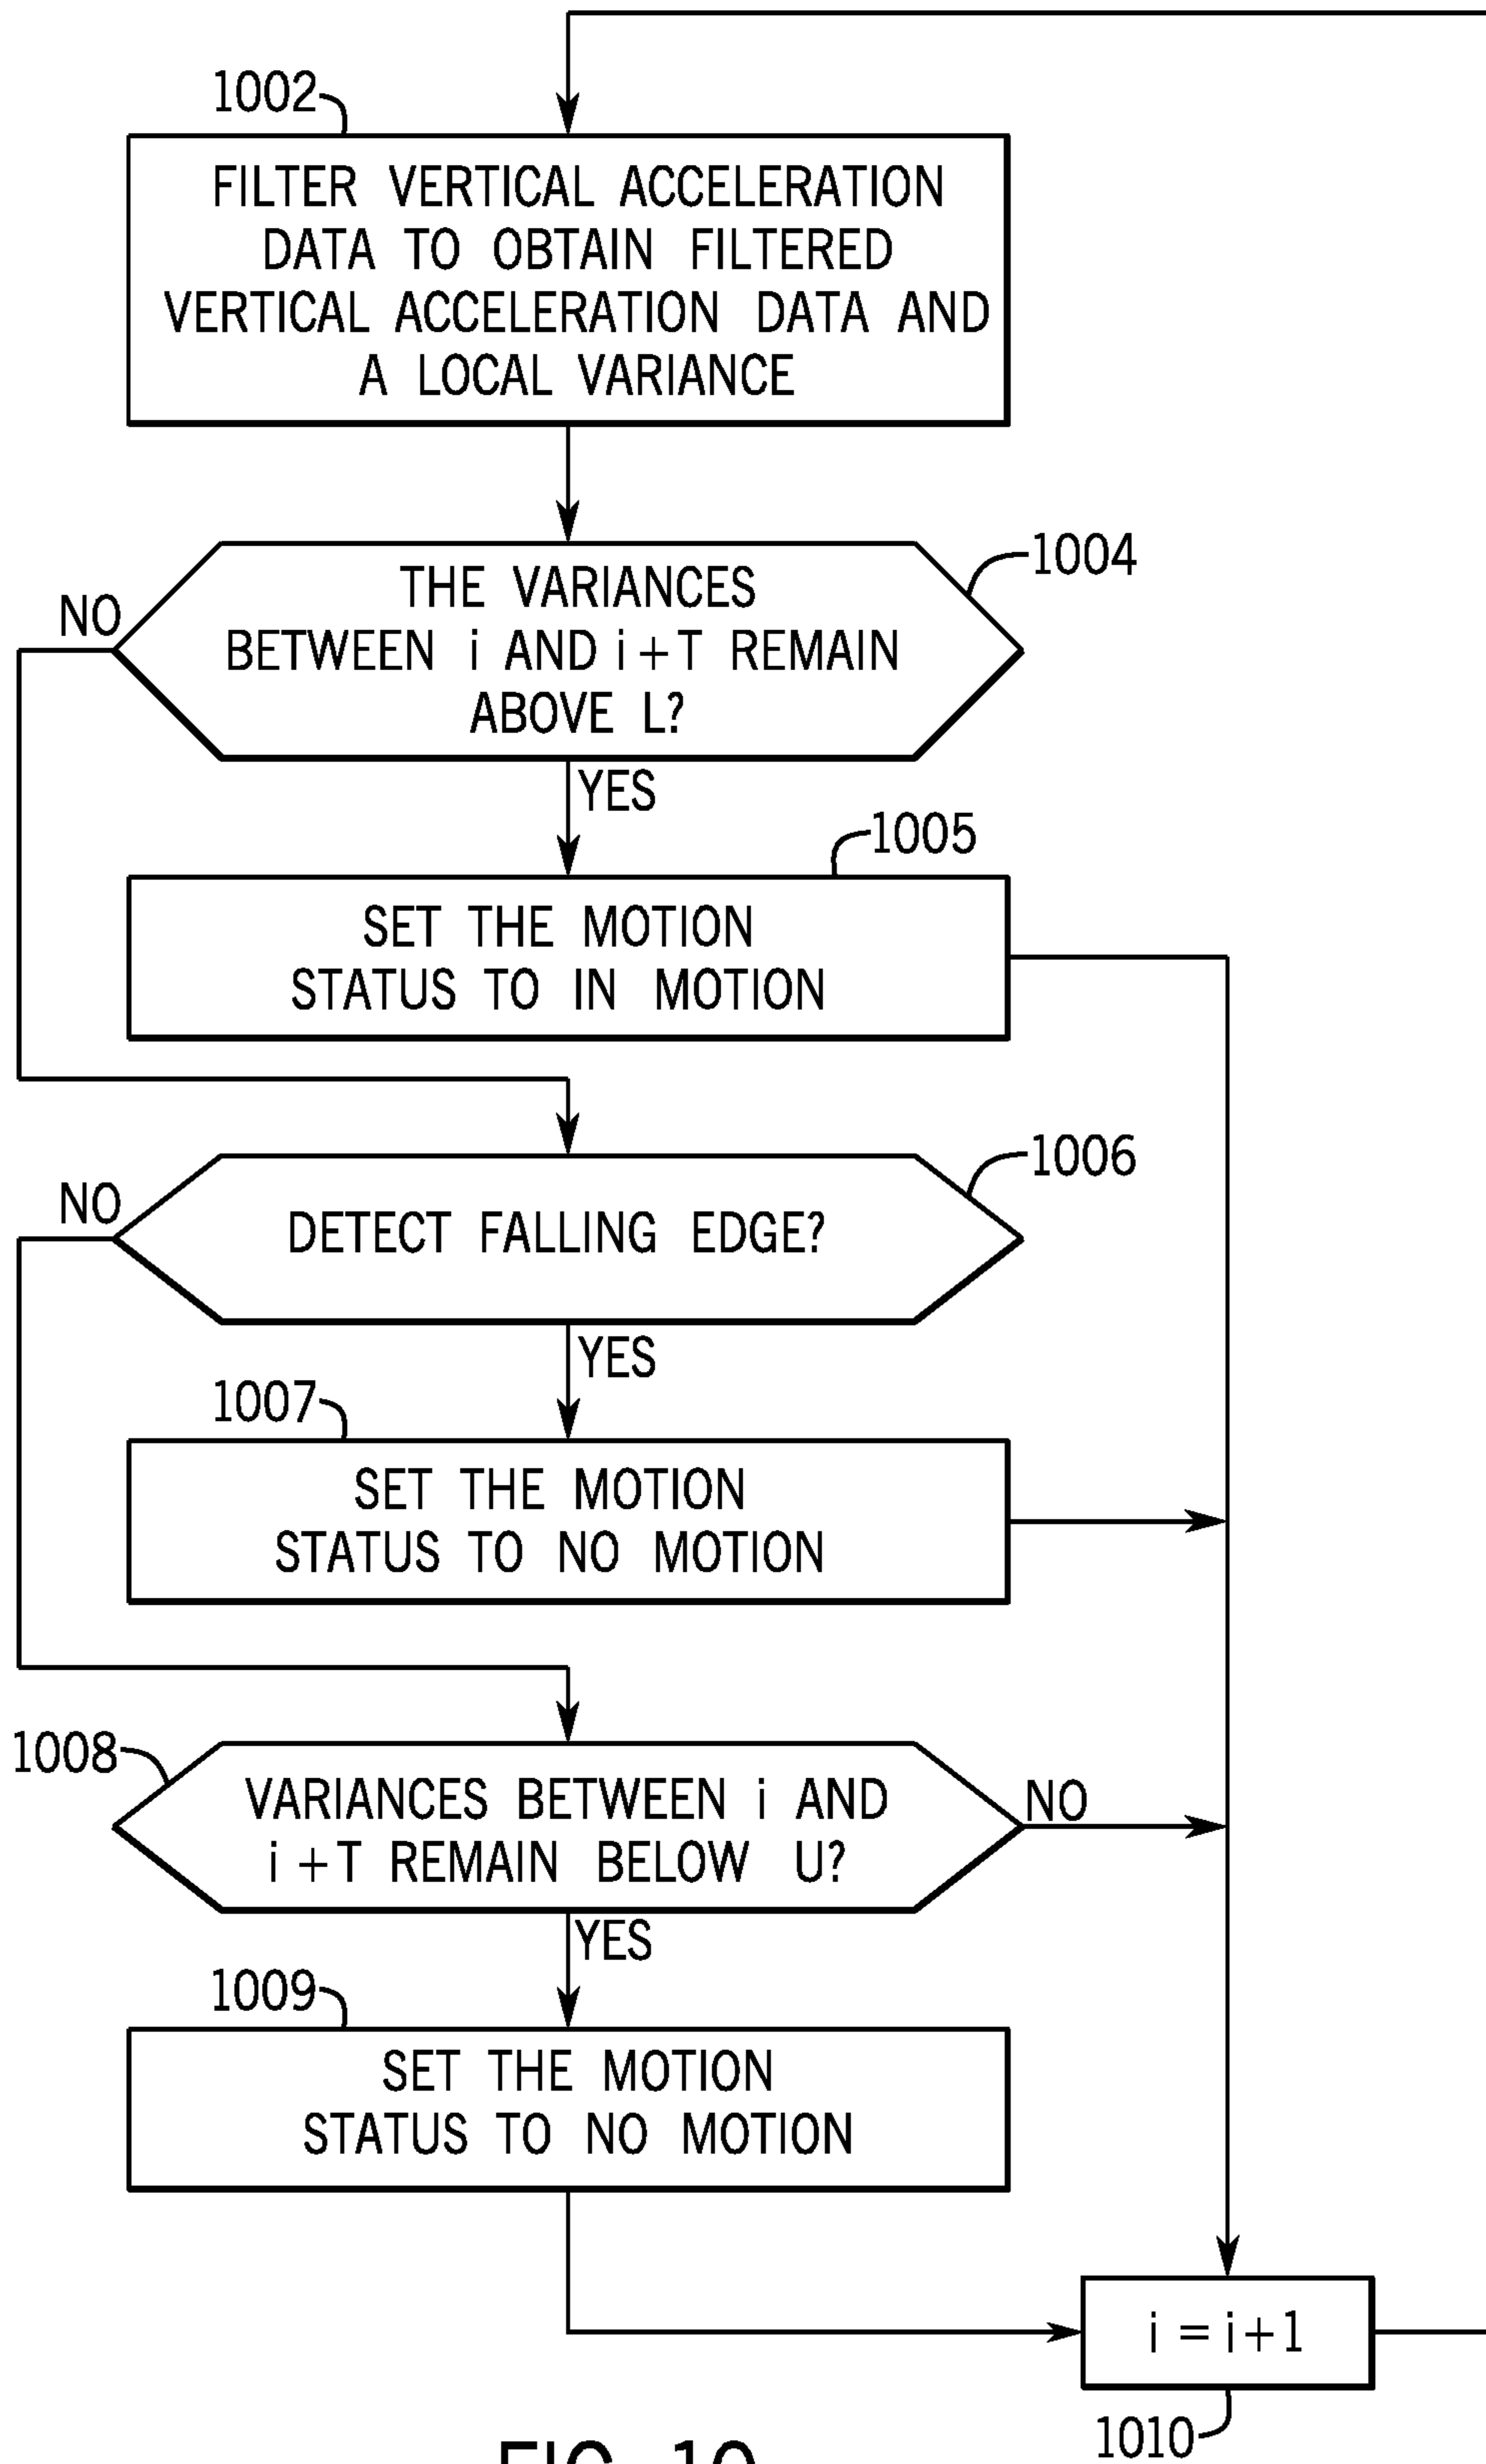 1002
FILTER VERTICAL ACCELERATION
DATA TO OBTAIN FILTERED
VERTICAL ACCELERATION DATA AND
A LOCAL VARIANCE
1004
NO
THE VARIANCES
BETWEEN i AND i+T REMAIN
ABOVE L?
YES
1005
SET THE MOTION
STATUS TO IN MOTION
1006
NO
DETECT FALLING EDGE?
YES
1007
SET THE MOTION
STATUS TO NO MOTION
1008
VARIANCES BETWEEN i AND
i+T REMAIN BELOW U?
NO
YES
1009
SET THE MOTION
STATUS TO NO MOTION
i = i+1
1010
FIG. 10